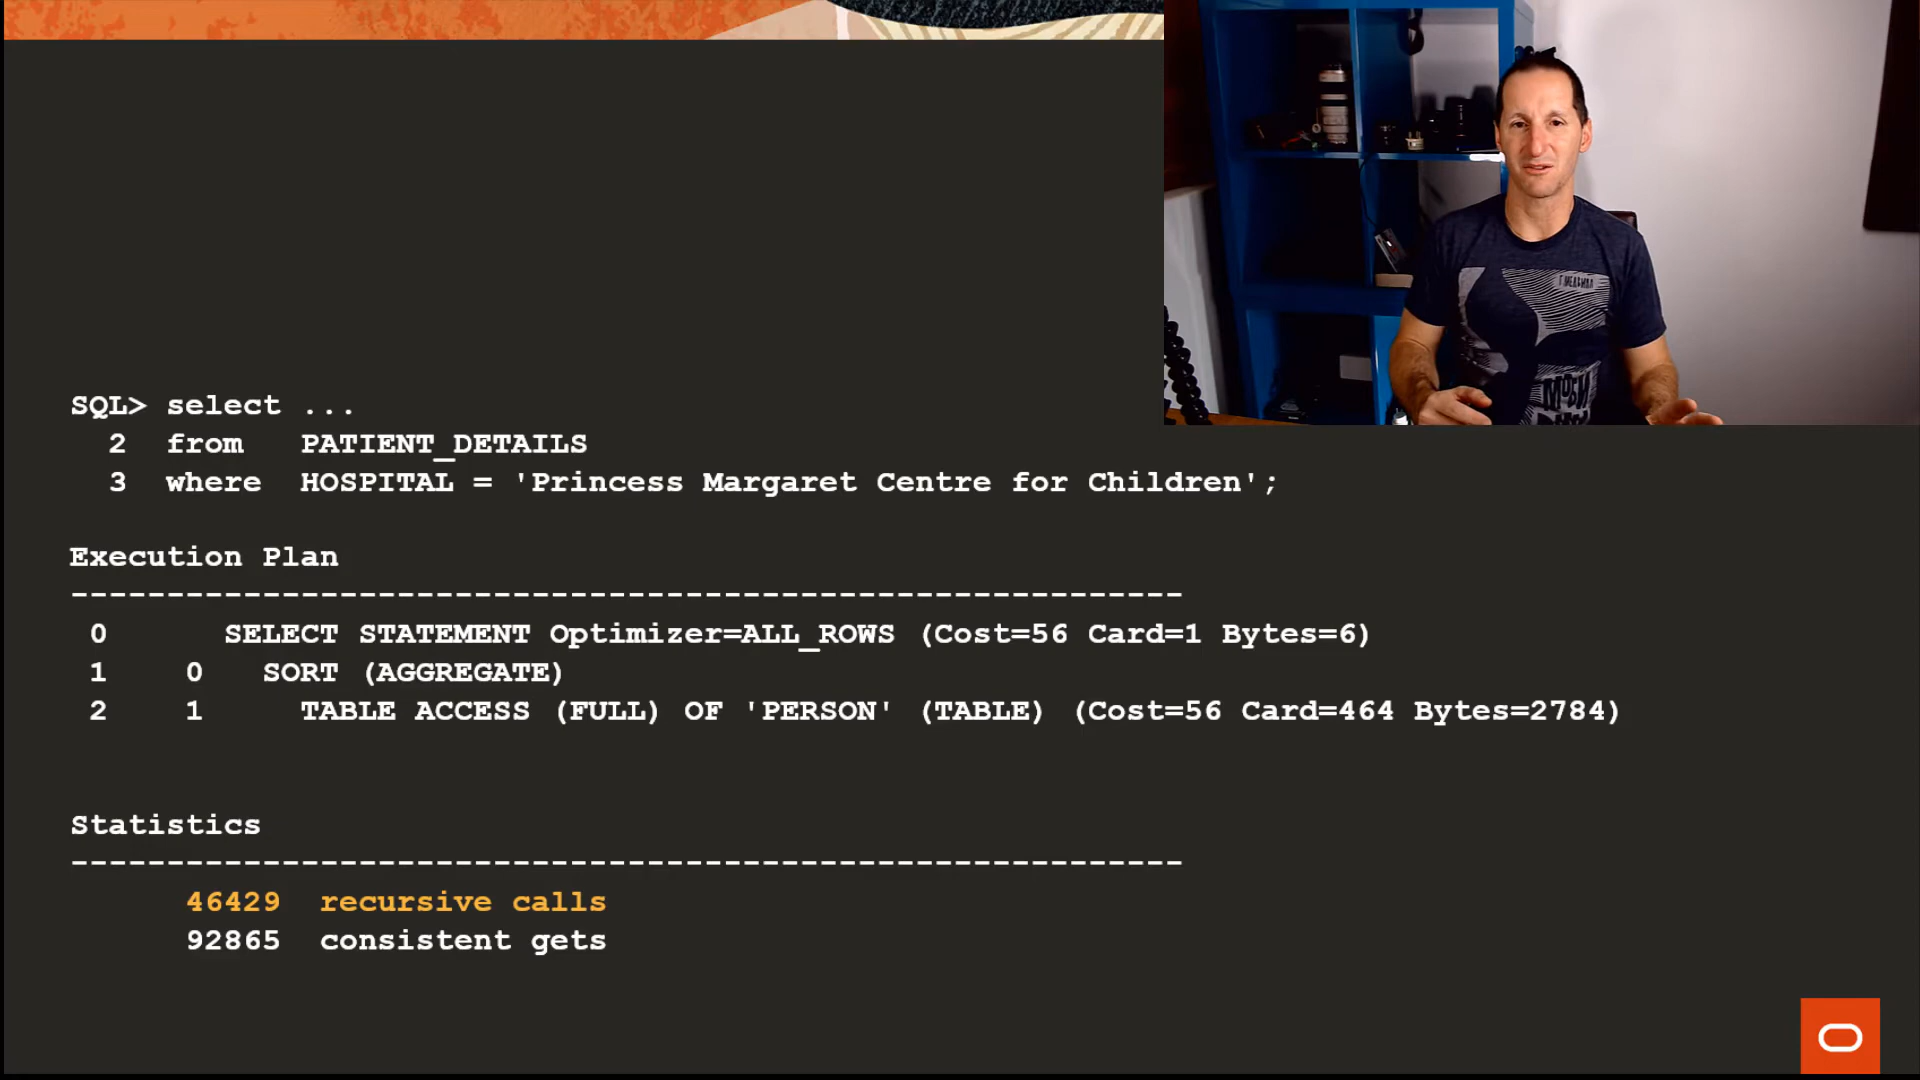 SQL> select ...
2 from PATIENT_DETAILS
3 where HOSPITAL = 'Princess Margaret Centre for Children';
Execution Plan
----------------------------------------------------------
0 SELECT STATEMENT Optimizer=ALL_ROWS (Cost=56 Card=1 Bytes=6)
1 0 SORT (AGGREGATE)
2 1 TABLE ACCESS (FULL) OF 'PERSON' (TABLE) (Cost=56 Card=464 Bytes=2784)
Statistics
----------------------------------------------------------
46429 recursive calls
92865 consistent gets